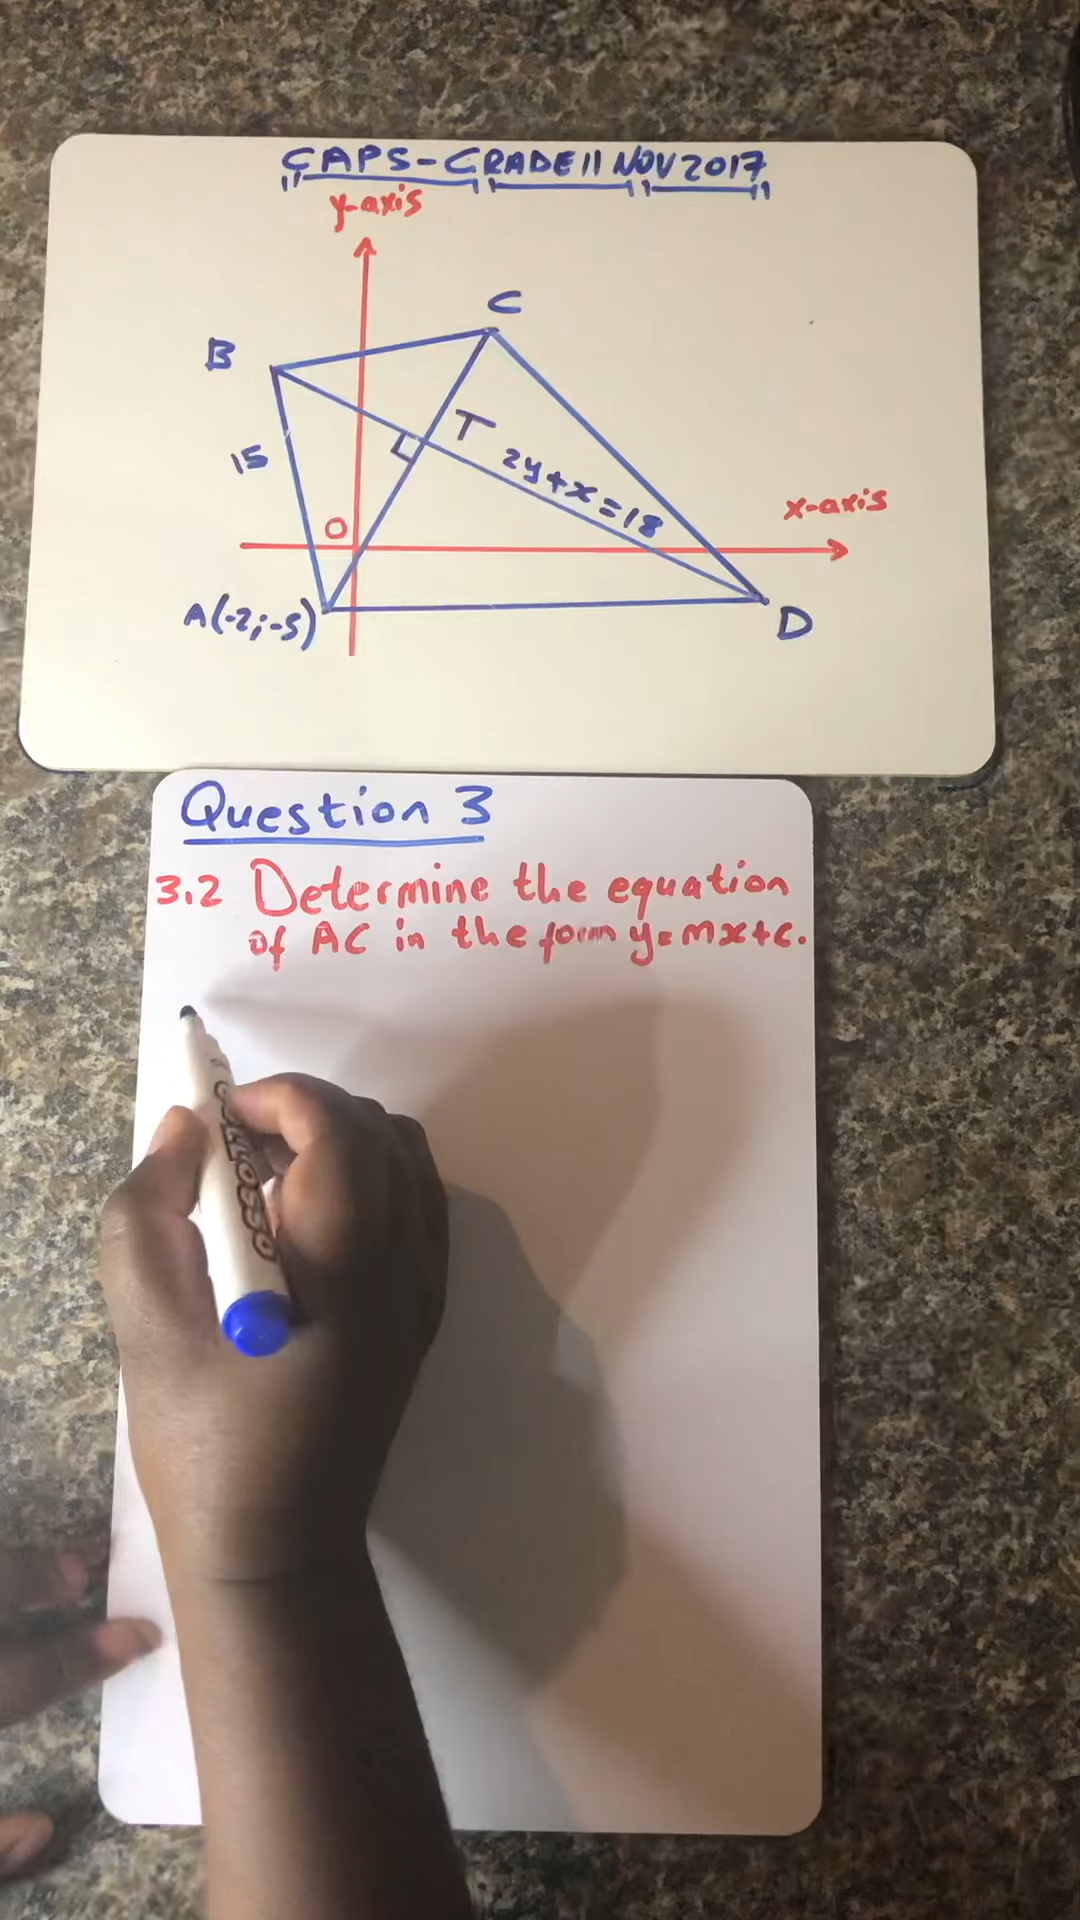 CAPS-GRADE 11 NOV 2017
y-axis
C
B
T
15
2y+x=18
x-axis
O
A(-2;-5)
D
Question 3
3.2 Determine the equation
of AC in the form y=mx+c.